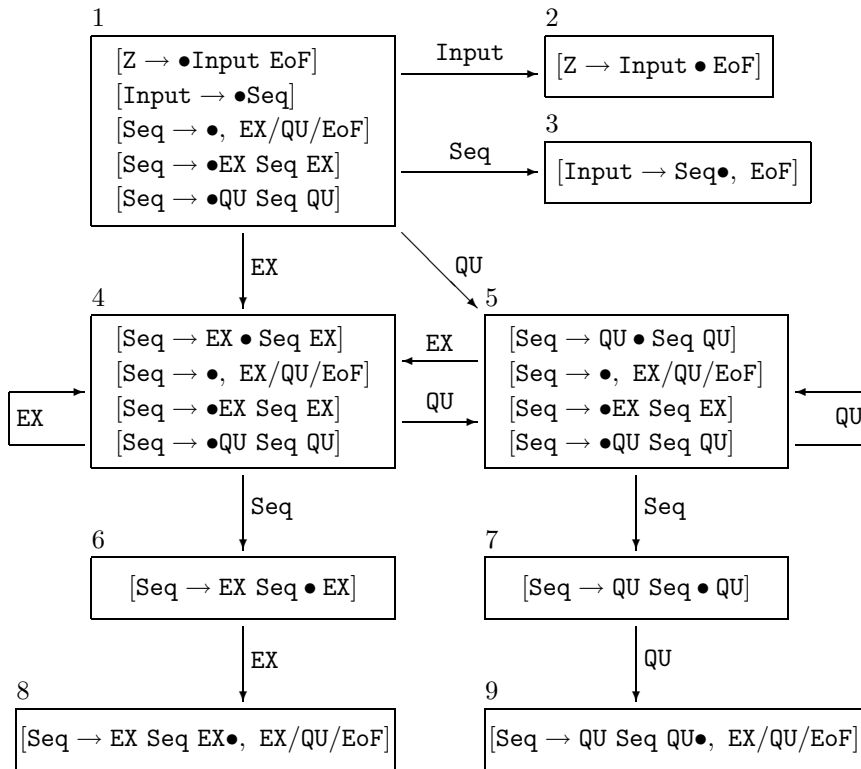 1
[Z → •Input EoF]
[Input → •Seq]
[Seq → •, EX/QU/EoF]
[Seq → •EX Seq EX]
[Seq → •QU Seq QU]
Input
2
[Z → Input • EoF]
Seq
3
[Input → Seq•, EoF]
EX
QU
4
[Seq → EX • Seq EX]
[Seq → •, EX/QU/EoF]
[Seq → •EX Seq EX]
[Seq → •QU Seq QU]
EX
EX
QU
5
[Seq → QU • Seq QU]
[Seq → •, EX/QU/EoF]
[Seq → •EX Seq EX]
[Seq → •QU Seq QU]
QU
Seq
Seq
6
[Seq → EX Seq • EX]
7
[Seq → QU Seq • QU]
EX
QU
8
[Seq → EX Seq EX•, EX/QU/EoF]
9
[Seq → QU Seq QU•, EX/QU/EoF]